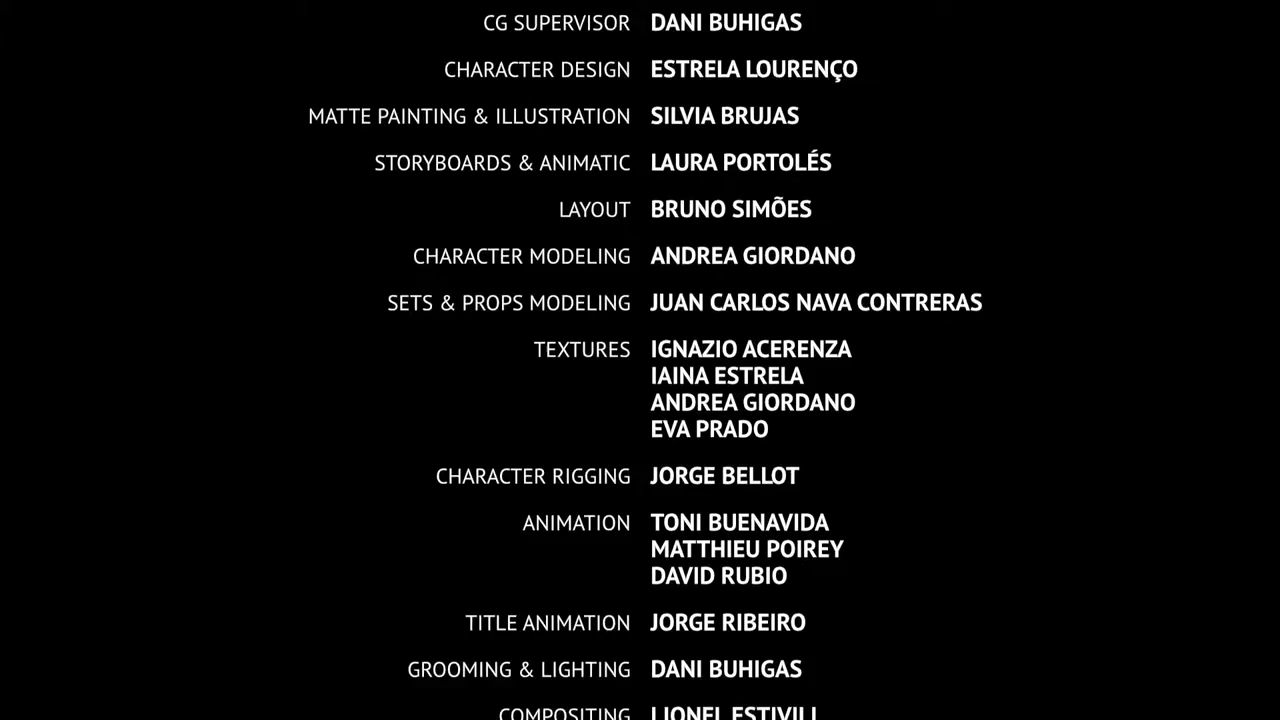 CG SUPERVISOR DANI BUHIGAS
CHARACTER DESIGN ESTRELA LOURENÇO
MATTE PAINTING & ILLUSTRATION SILVIA BRUJAS
STORYBOARDS & ANIMATIC LAURA PORTOLÉS
LAYOUT BRUNO SIMÕES
CHARACTER MODELING ANDREA GIORDANO
SETS & PROPS MODELING JUAN CARLOS NAVA CONTRERAS
TEXTURES IGNAZIO ACERENZA
IAINA ESTRELA
ANDREA GIORDANO
EVA PRADO
CHARACTER RIGGING JORGE BELLOT
ANIMATION TONI BUENAVIDA
MATTHIEU POIREY
DAVID RUBIO
TITLE ANIMATION JORGE RIBEIRO
GROOMING & LIGHTING DANI BUHIGAS
COMPOSITING LIONEL ESTIVILL